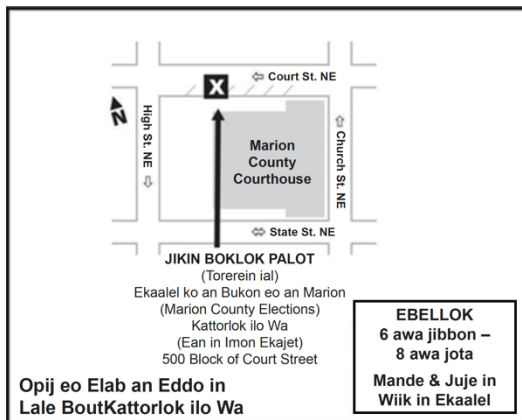 Court St. NE
X
N
High St. NE
Marion
County
Courthouse
Church St. NE
State St. NE
JIKIN BOKLOK PALOT
(Torerein ial)
Ekaalel ko an Bukon eo an Marion
(Marion County Elections)
Kattorlok ilo Wa
(Ean in Imon Ekajet)
500 Block of Court Street
EBELLOK
6 awa jibbon –
8 awa jota
Mande & Juje in
Wiik in Ekaalel
Opij eo Elab an Eddo in
Lale BoutKattorlok ilo Wa